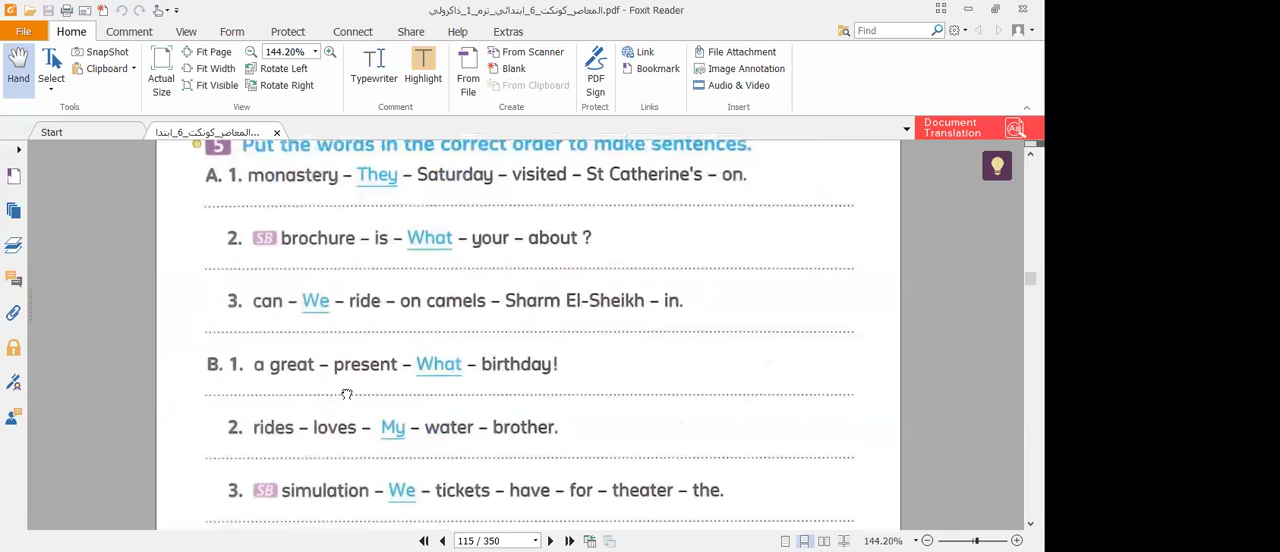 المعاصر_كونكت_6_ابتدائي_ترم_1_ذاكرولي.pdf - Foxit Reader
File Home Comment View Form Protect Connect Share Help Extras Find
Hand Select SnapShot Clipboard Actual Size Fit Page Fit Width Fit Visible 144.20% Rotate Left Rotate Right Typewriter Highlight From File From Scanner Blank From Clipboard PDF Sign Link Bookmark File Attachment Image Annotation Audio & Video
Tools View Comment Create Protect Links Insert
Start المعاصر_كونكت_6_ابتدا... Document Translation
5 Put the words in the correct order to make sentences.
A. 1. monastery – They – Saturday – visited – St Catherine's – on.
2. SB brochure – is – What – your – about ?
3. can – We – ride – on camels – Sharm El-Sheikh – in.
B. 1. a great – present – What – birthday!
2. rides – loves – My – water – brother.
3. SB simulation – We – tickets – have – for – theater – the.
115 / 350 144.20%